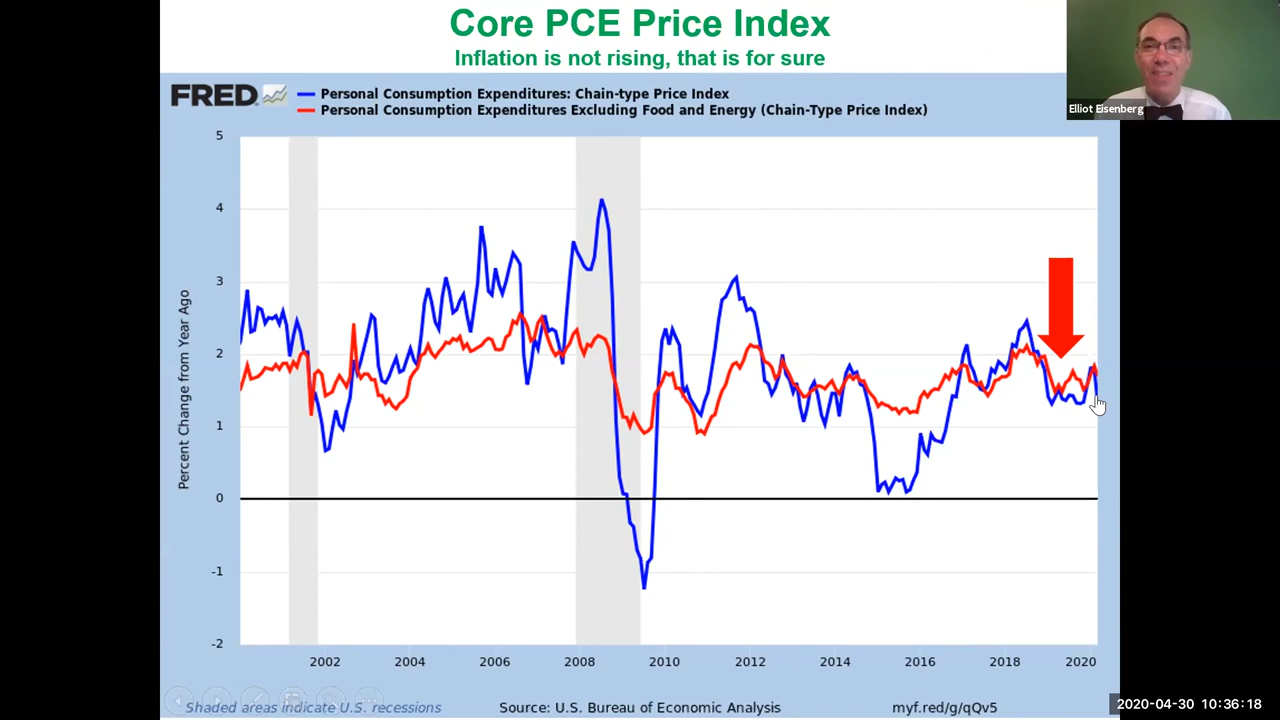 Core PCE Price Index
Inflation is not rising, that is for sure
Elliot Eisenberg
FRED
Personal Consumption Expenditures: Chain-type Price Index
Personal Consumption Expenditures Excluding Food and Energy (Chain-Type Price Index)
Percent Change from Year Ago
5
4
3
2
1
0
-1
-2
2002 2004 2006 2008 2010 2012 2014 2016 2018 2020
Shaded areas indicate U.S. recessions Source: U.S. Bureau of Economic Analysis myf.red/g/qQv5
2020-04-30 10:36:18